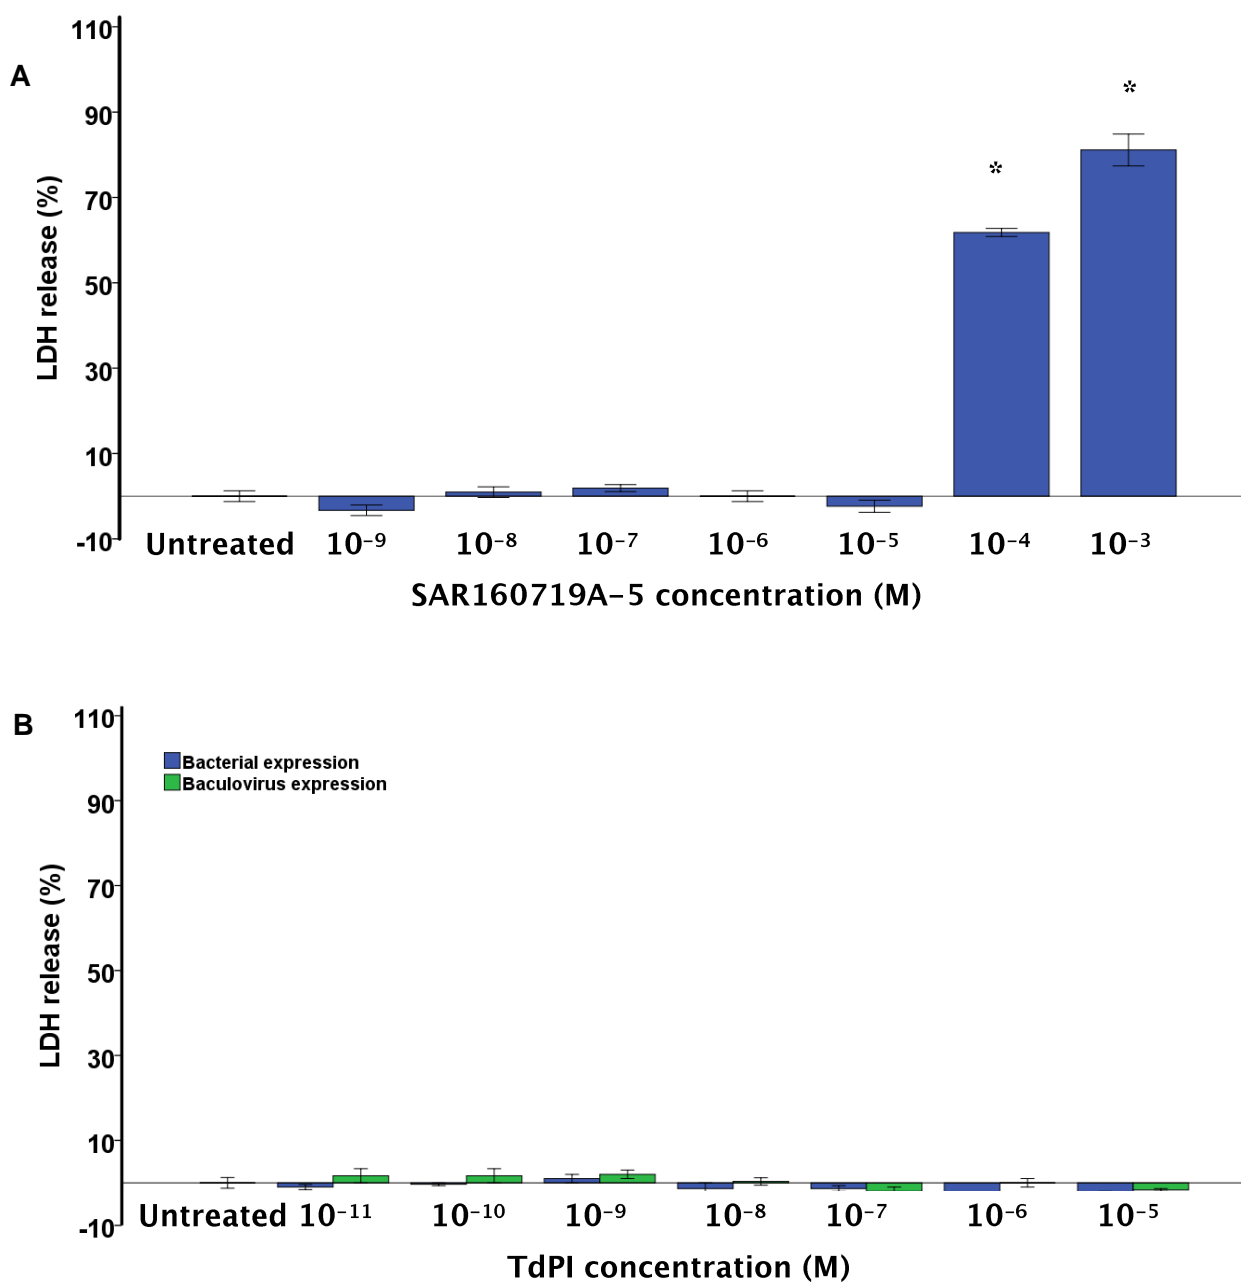 A
110
90
70
50
30
10
-10
LDH release (%)
*
*
Untreated 10-9 10-8 10-7 10-6 10-5 10-4 10-3
SAR160719A-5 concentration (M)
B
110
90
70
50
30
10
-10
LDH release (%)
Bacterial expression
Baculovirus expression
Untreated 10-11 10-10 10-9 10-8 10-7 10-6 10-5
TdPI concentration (M)